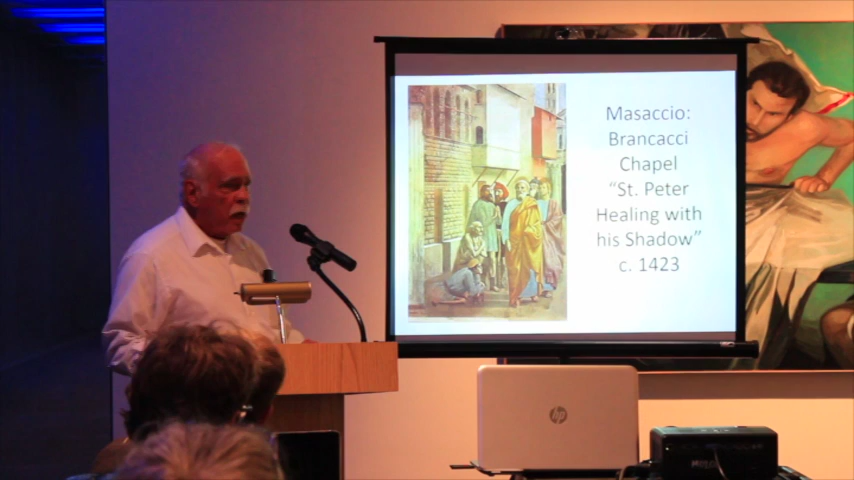 Masaccio:
Brancacci
Chapel
“St. Peter
Healing with
his Shadow”
c. 1423
hp